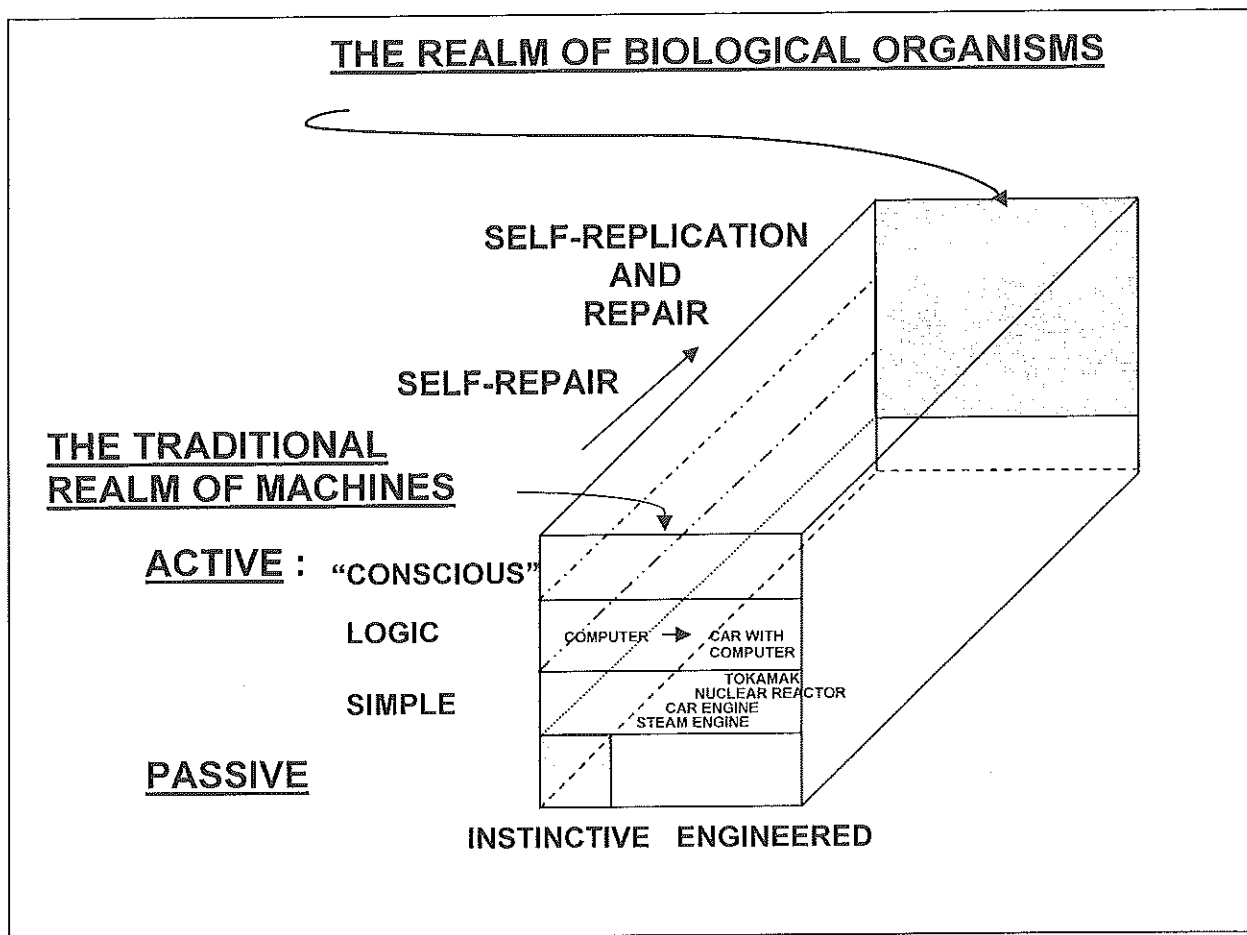 THE REALM OF BIOLOGICAL ORGANISMS
SELF-REPLICATION
AND
REPAIR
SELF-REPAIR
THE TRADITIONAL
REALM OF MACHINES
ACTIVE : “CONSCIOUS”
LOGIC
COMPUTER
CAR WITH
COMPUTER
SIMPLE
TOKAMAK
NUCLEAR REACTOR
CAR ENGINE
STEAM ENGINE
PASSIVE
INSTINCTIVE ENGINEERED